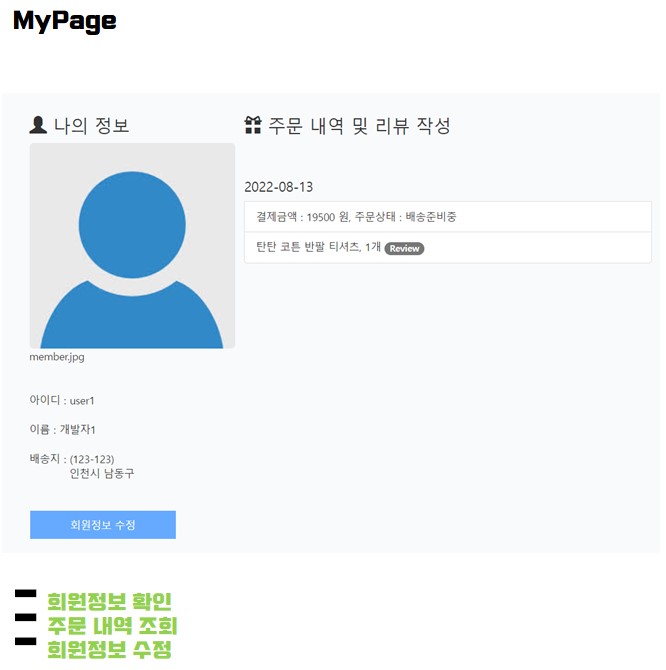 MyPage
나의 정보
주문 내역 및 리뷰 작성
2022-08-13
결제금액 : 19500 원, 주문상태 : 배송준비중
탄탄 코튼 반팔 티셔츠, 1개 Review
member.jpg
아이디 : user1
이름 : 개발자1
배송지 : (123-123)
인천시 남동구
회원정보 수정
회원정보 확인
주문 내역 조회
회원정보 수정